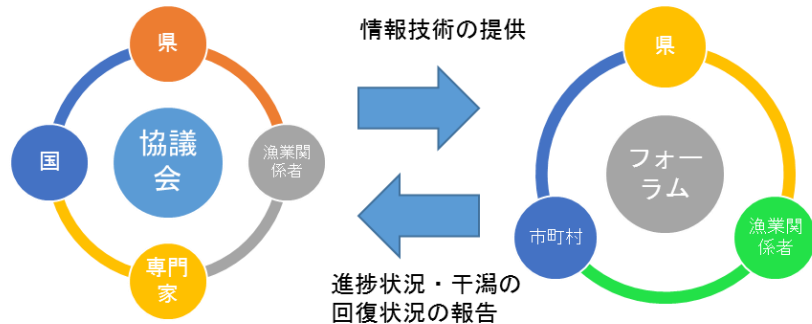 情報技術の提供
県
国
協議
会
漁業関
係者
専門
家
県
フォー
ラム
市町村
漁業関
係者
進捗状況・干潟の
回復状況の報告